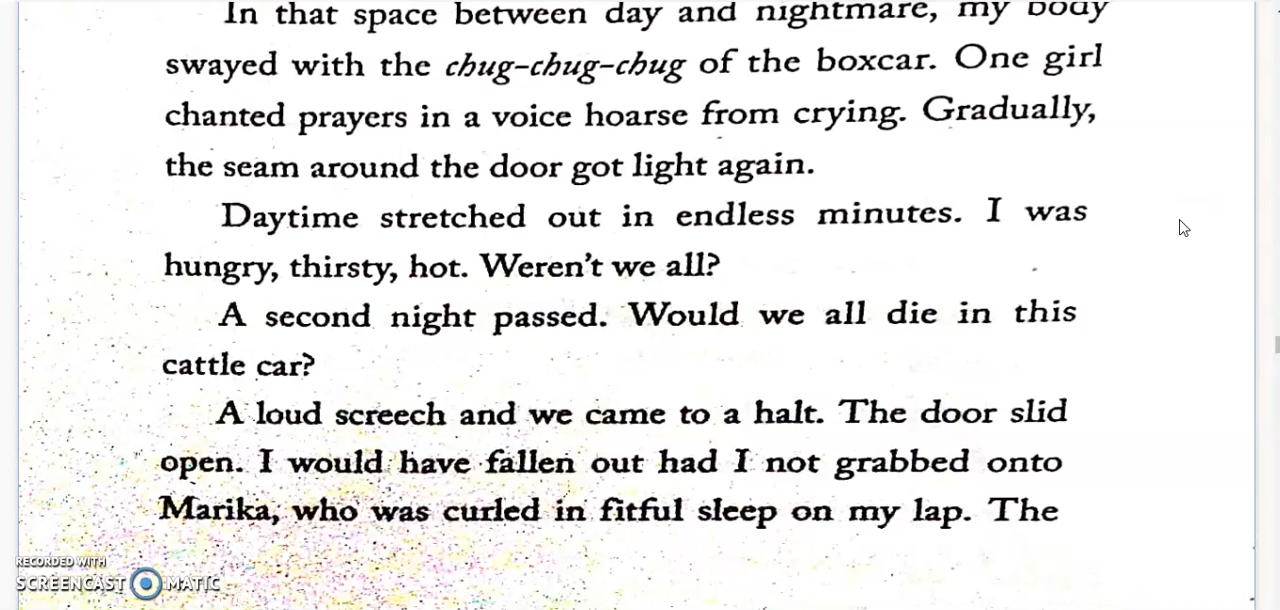 In that space between day and nightmare, my body
swayed with the chug-chug-chug of the boxcar. One girl
chanted prayers in a voice hoarse from crying. Gradually,
the seam around the door got light again.
Daytime stretched out in endless minutes. I was
hungry, thirsty, hot. Weren't we all?
A second night passed. Would we all die in this
cattle car?
A loud screech and we came to a halt. The door slid
open. I would have fallen out had I not grabbed onto
Marika, who was curled in fitful sleep on my lap. The
RECORDED WITH
SCREENCAST MATIC